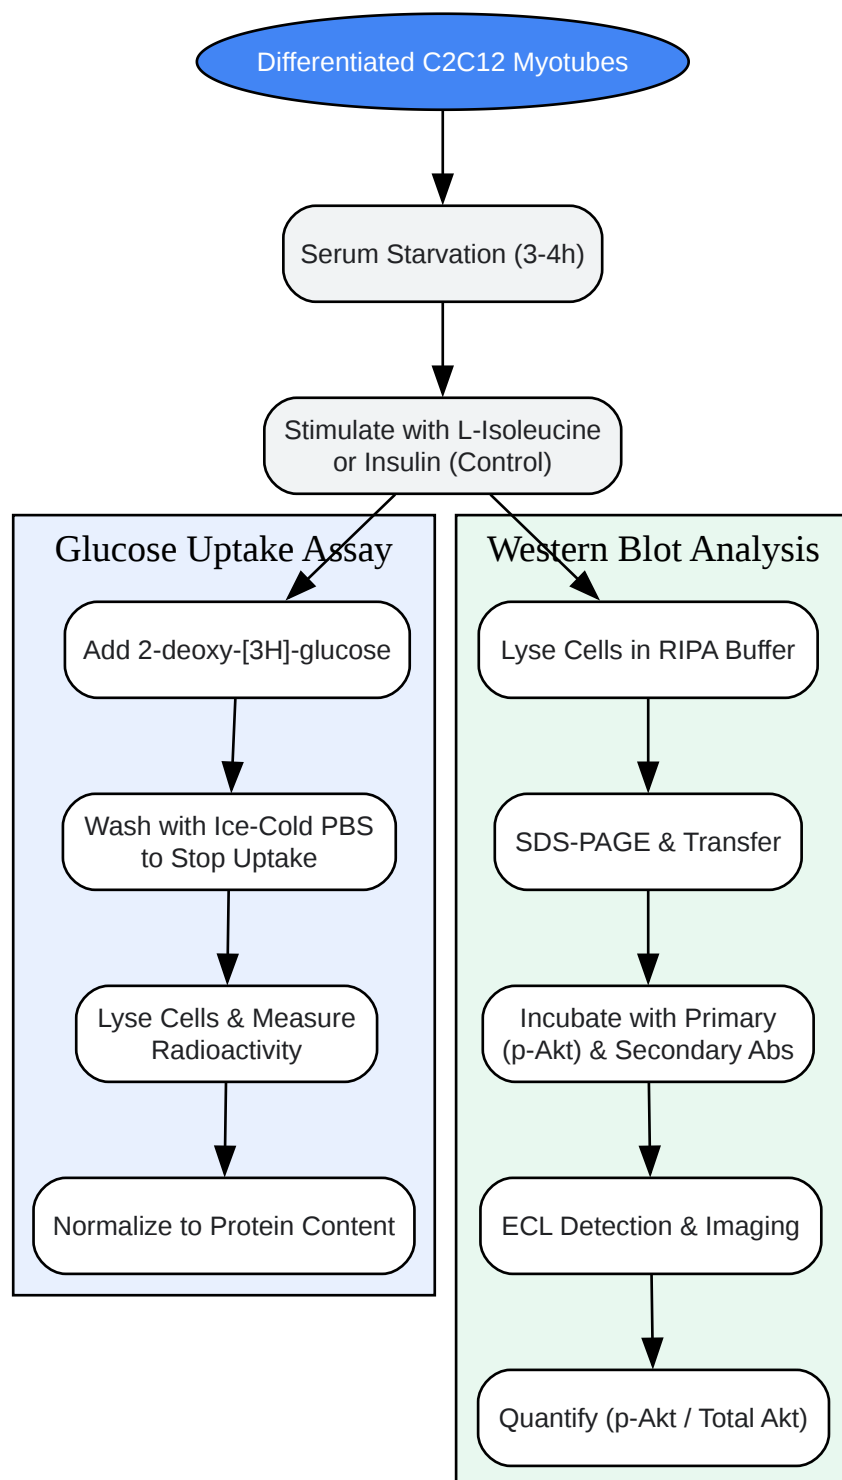 Differentiated C2C12 Myotubes
Serum Starvation (3-4h)
Stimulate with L-Isoleucine
or Insulin (Control)
Glucose Uptake Assay
Add 2-deoxy-[3H]-glucose
Wash with Ice-Cold PBS
to Stop Uptake
Lyse Cells & Measure
Radioactivity
Normalize to Protein Content
Western Blot Analysis
Lyse Cells in RIPA Buffer
SDS-PAGE & Transfer
Incubate with Primary
(p-Akt) & Secondary Abs
ECL Detection & Imaging
Quantify (p-Akt / Total Akt)